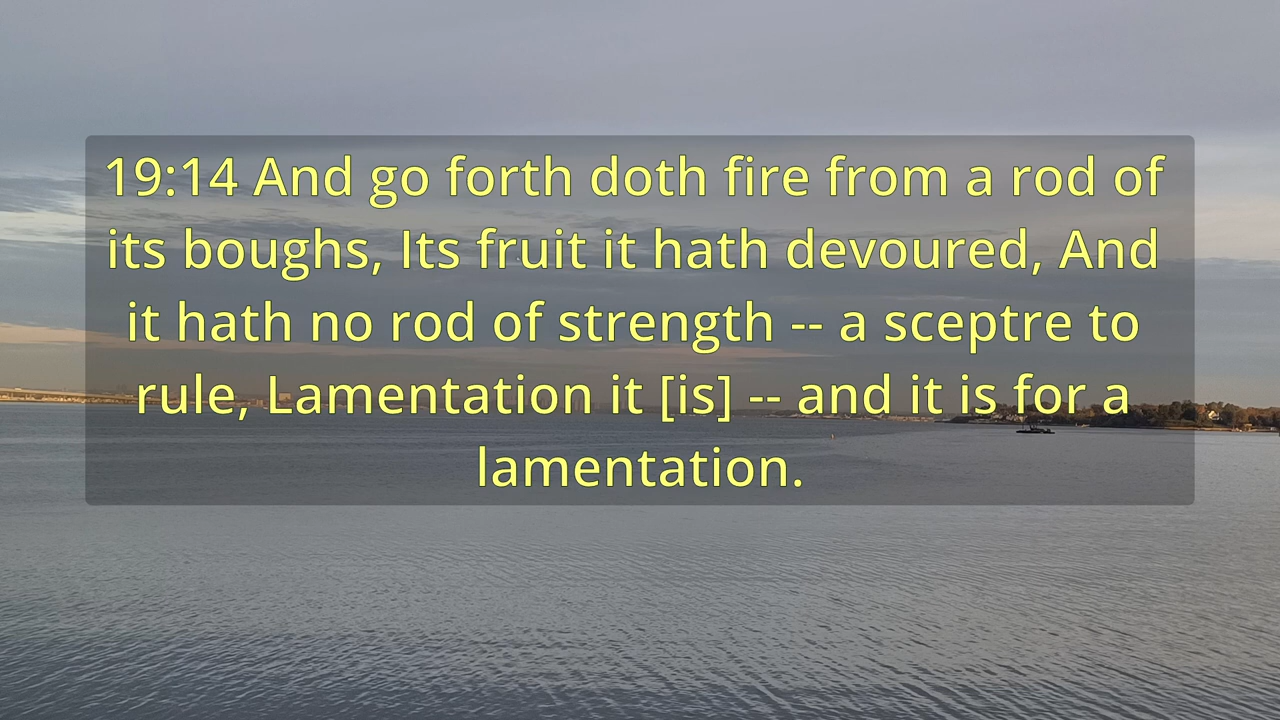 19:14 And go forth doth fire from a rod of
its boughs, Its fruit it hath devoured, And
it hath no rod of strength -- a sceptre to
rule, Lamentation it [is] -- and it is for a
lamentation.